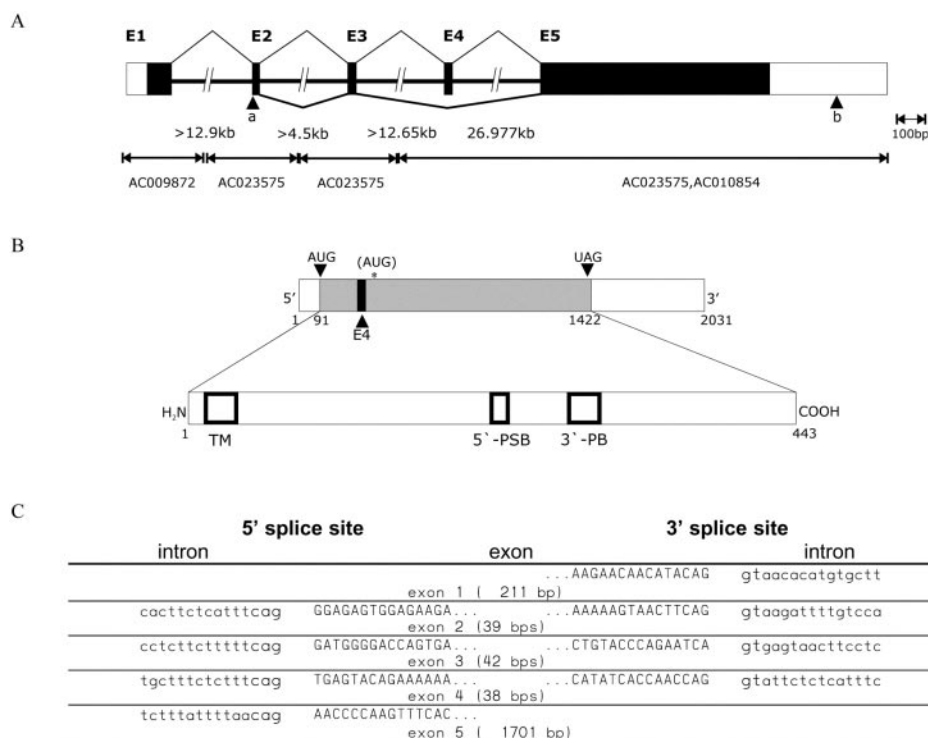 A
E1 E2 E3 E4 E5
a b
>12.9kb >4.5kb >12.65kb 26.977kb
100bp
AC009872 AC023575 AC023575 AC023575,AC010854
B
AUG (AUG) UAG
*
5' 3'
1 91 1422 2031
E4
H₂N COOH
1 443
TM 5`-PSB 3`-PB
C
5' splice site 3' splice site
intron exon intron
...AAGAACAACATACAG gtaacacatgtgctt
exon 1 ( 211 bp)
cacttctcatttcag GGAGAGTGGAGAAGA... ...AAAAAGTAACTTCAG gtaagattttgtcca
exon 2 (39 bps)
cctcttctttttcag GATGGGGACCAGTGA... ...CTGTACCCAGAATCA gtgagtaacttcctc
exon 3 (42 bps)
tgctttctctttcag TGAGTACAGAAAAAA... ...CATATCACCAACCAG gtattctctcatttc
exon 4 (38 bps)
tctttattttaacag AACCCCAAGTTTCAC...
exon 5 ( 1701 bp)